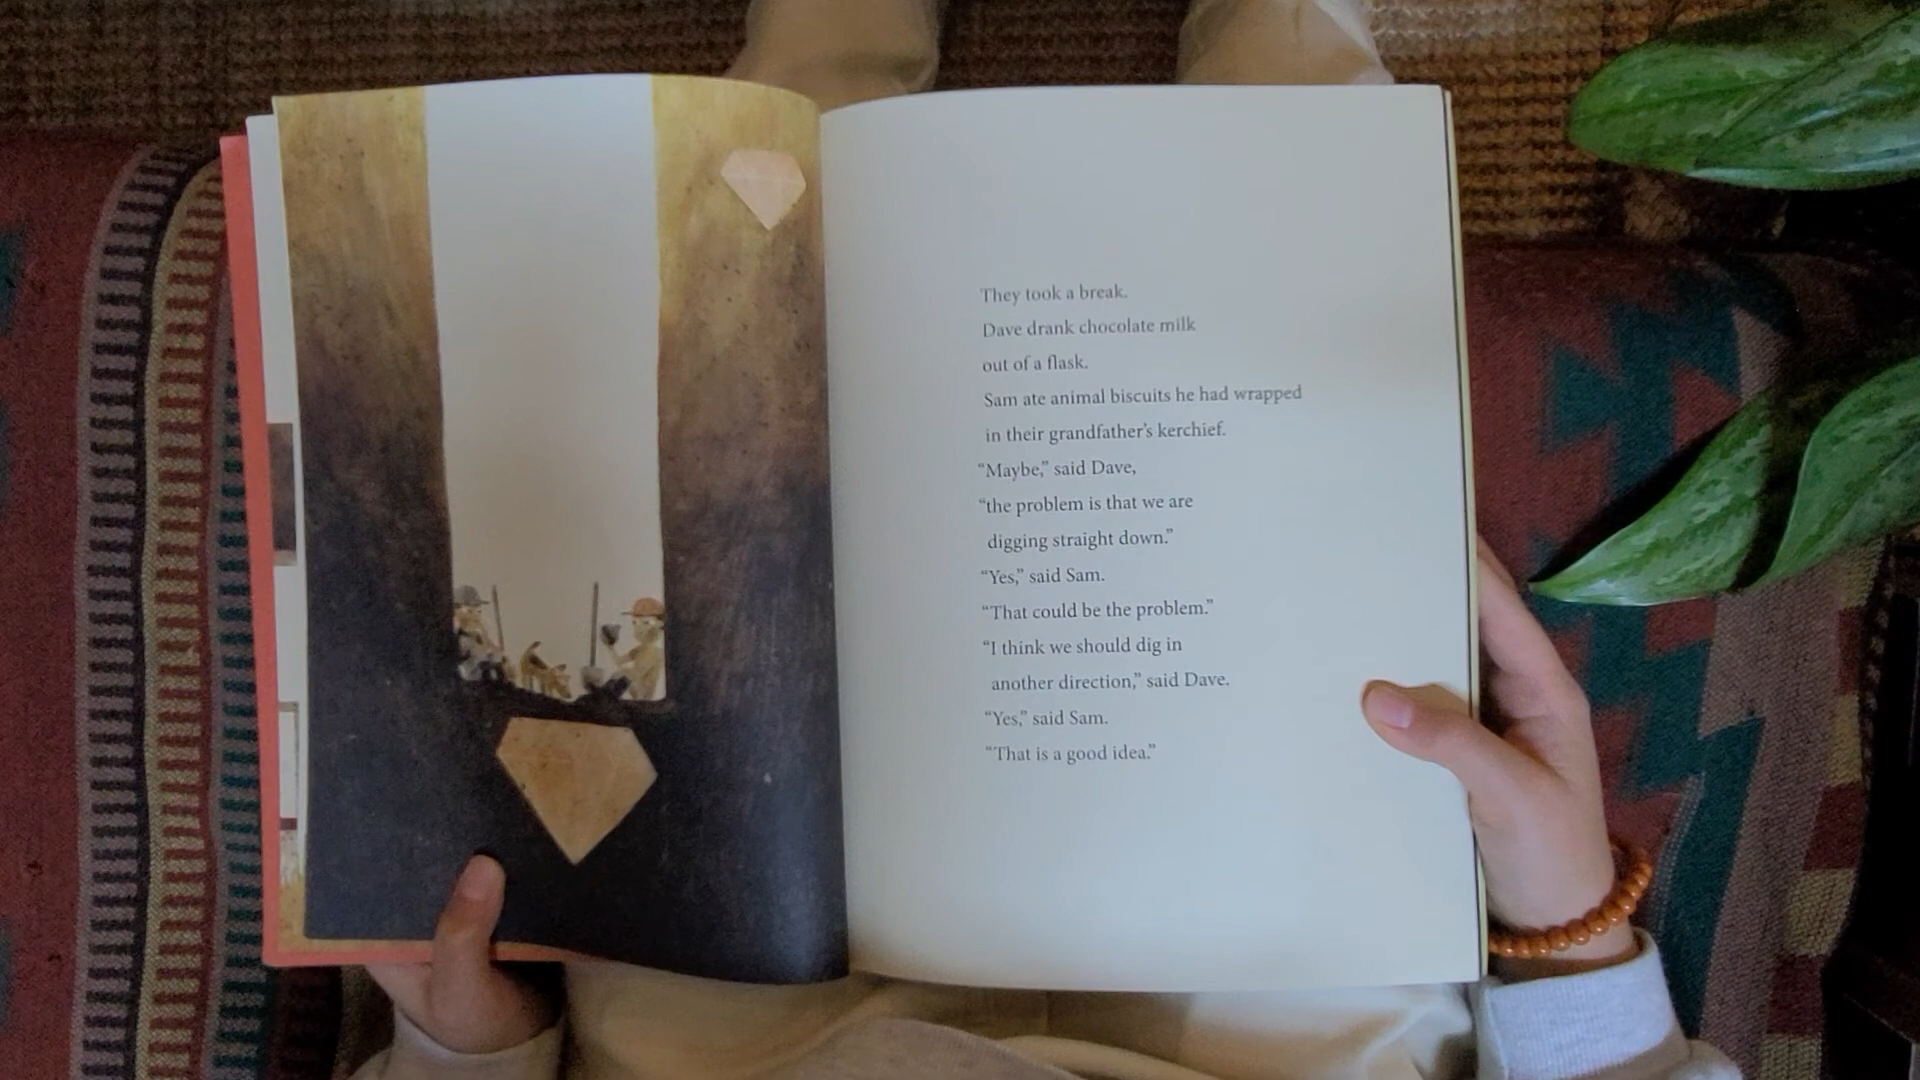 They took a break.
Dave drank chocolate milk
out of a flask.
Sam ate animal biscuits he had wrapped
in their grandfather’s kerchief.
“Maybe,” said Dave,
“the problem is that we are
digging straight down.”
“Yes,” said Sam.
“That could be the problem.”
“I think we should dig in
another direction,” said Dave.
“Yes,” said Sam.
“That is a good idea.”